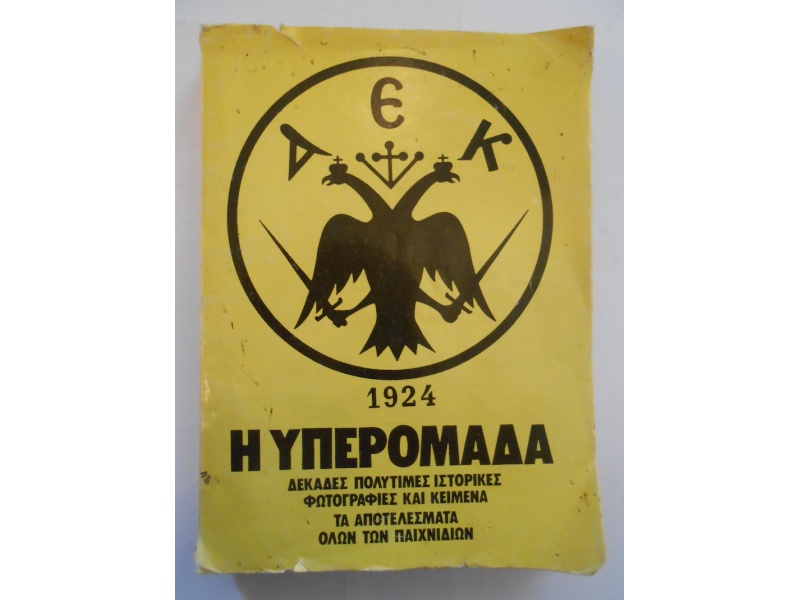 Α Ε Κ
1924
Η ΥΠΕΡΟΜΑΔΑ
ΔΕΚΑΔΕΣ ΠΟΛΥΤΙΜΕΣ ΙΣΤΟΡΙΚΕΣ
ΦΩΤΟΓΡΑΦΙΕΣ ΚΑΙ ΚΕΙΜΕΝΑ
ΤΑ ΑΠΟΤΕΛΕΣΜΑΤΑ
ΟΛΩΝ ΤΩΝ ΠΑΙΧΝΙΔΙΩΝ